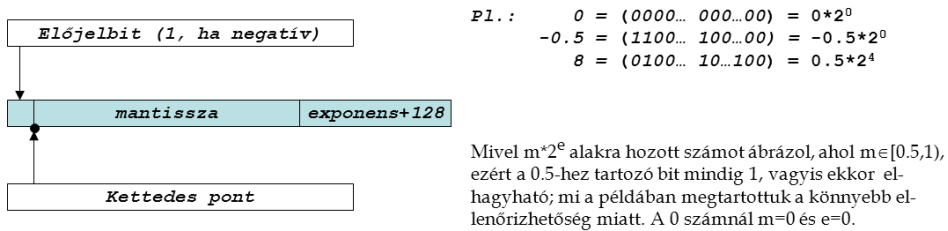 Előjelbit (1, ha negatív)
mantissza exponens+128
Kettedes pont
Pl.: 0 = (0000… 000…00) = 0*2⁰
-0.5 = (1100… 100…00) = -0.5*2⁰
8 = (0100… 10…100) = 0.5*2⁴
Mivel m*2ᵉ alakra hozott számot ábrázol, ahol m∈[0.5,1),
ezért a 0.5-hez tartozó bit mindig 1, vagyis ekkor el-
hagyható; mi a példában megtartottuk a könnyebb el-
lenőrizhetőség miatt. A 0 számnál m=0 és e=0.